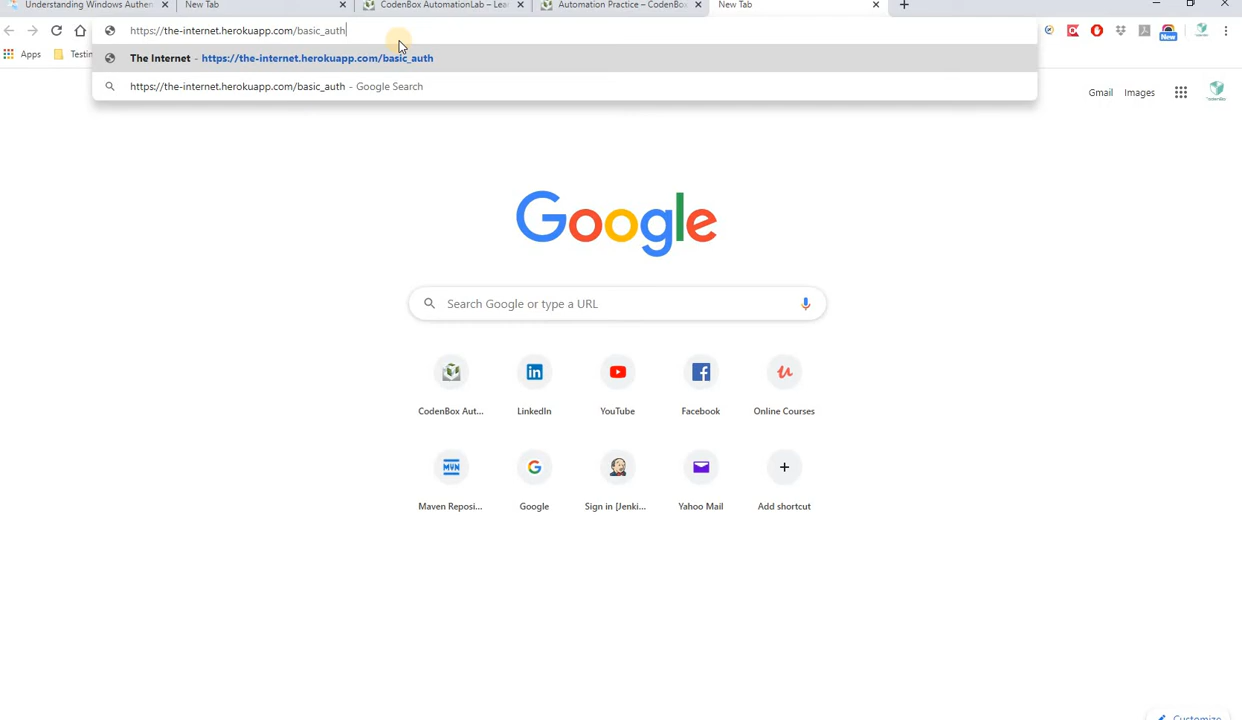 Understanding Windows Authen
New Tab
CodenBox AutomationLab – Lea
Automation Practice – CodenBox
New Tab
https://the-internet.herokuapp.com/basic_auth
Apps
Testin
New
The Internet - https://the-internet.herokuapp.com/basic_auth
https://the-internet.herokuapp.com/basic_auth - Google Search
Gmail
Images
Google
Search Google or type a URL
CodenBox Aut...
LinkedIn
YouTube
Facebook
Online Courses
MVN
Maven Reposi...
Google
Sign in [Jenki...
Yahoo Mail
Add shortcut
Customize